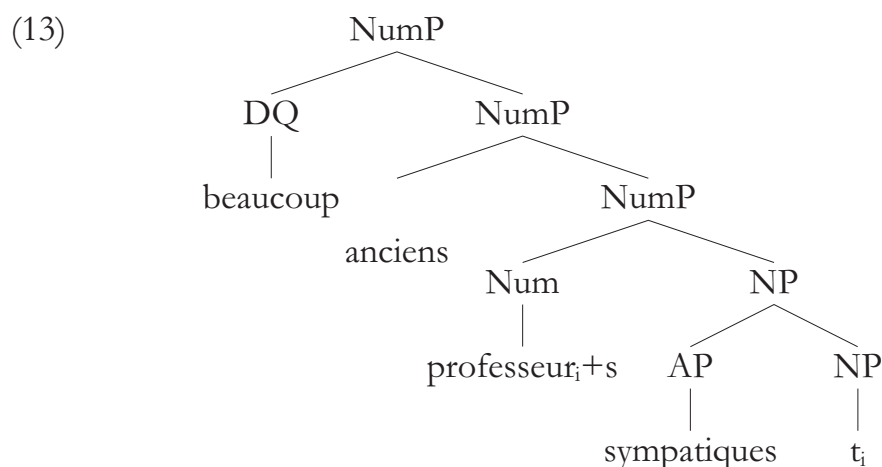 (13) NumP
DQ NumP
beaucoup NumP
anciens
Num NP
professeurᵢ+s AP NP
sympatiques tᵢ